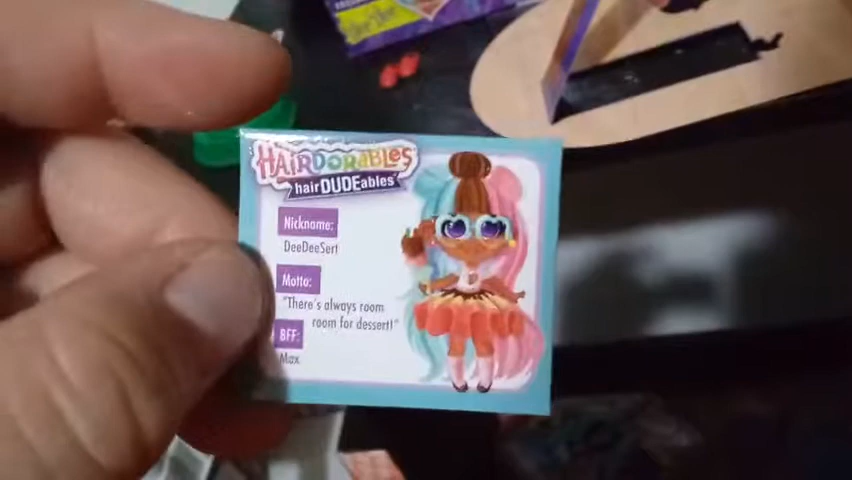 HAIRDORABLES
hairDUDEables
Nickname:
DeeDeeSert
Motto:
"There's always room
room for dessert!"
BFF:
Max